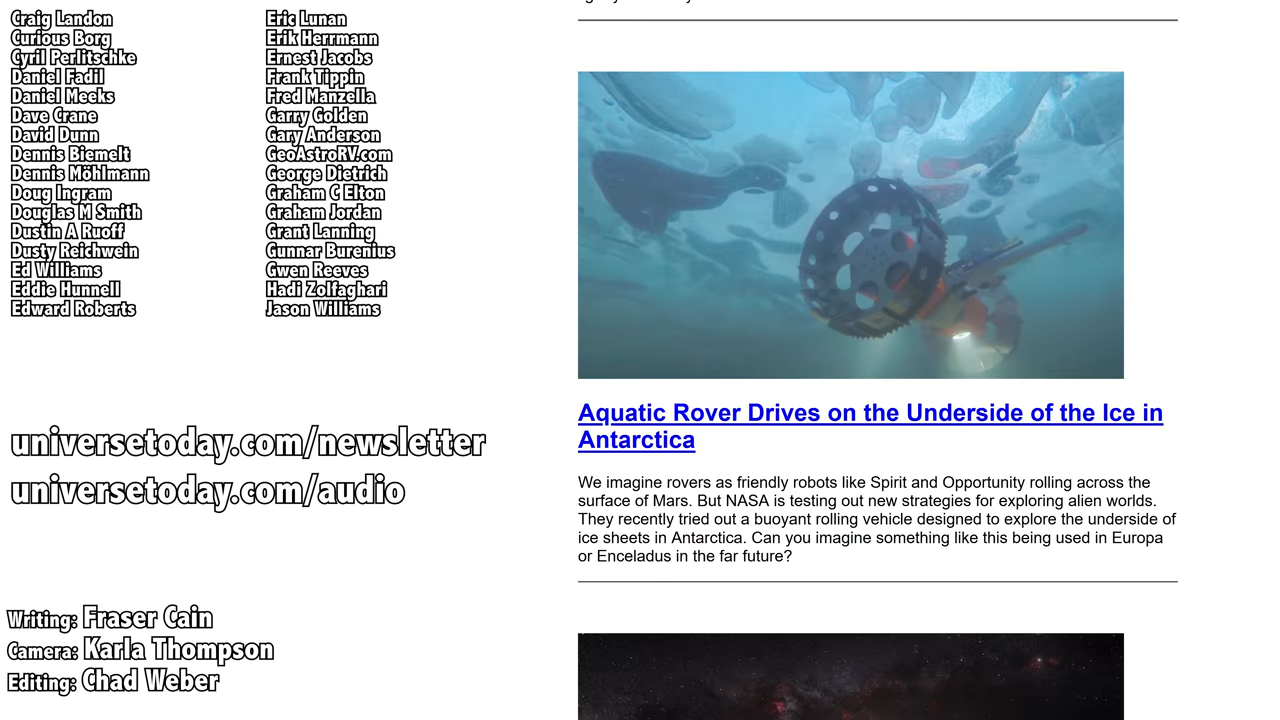 Craig Landon
Curious Borg
Cyril Perlitschke
Daniel Fadil
Daniel Meeks
Dave Crane
David Dunn
Dennis Biemelt
Dennis Möhlmann
Doug Ingram
Douglas M Smith
Dustin A Ruoff
Dusty Reichwein
Ed Williams
Eddie Hunnell
Edward Roberts
Eric Lunan
Erik Herrmann
Ernest Jacobs
Frank Tippin
Fred Manzella
Garry Golden
Gary Anderson
GeoAstroRV.com
George Dietrich
Graham C Elton
Graham Jordan
Grant Lanning
Gunnar Burenius
Gwen Reeves
Hadi Zolfaghari
Jason Williams
universetoday.com/newsletter
universetoday.com/audio
Writing: Fraser Cain
Camera: Karla Thompson
Editing: Chad Weber
Aquatic Rover Drives on the Underside of the Ice in
Antarctica
We imagine rovers as friendly robots like Spirit and Opportunity rolling across the
surface of Mars. But NASA is testing out new strategies for exploring alien worlds.
They recently tried out a buoyant rolling vehicle designed to explore the underside of
ice sheets in Antarctica. Can you imagine something like this being used in Europa
or Enceladus in the far future?